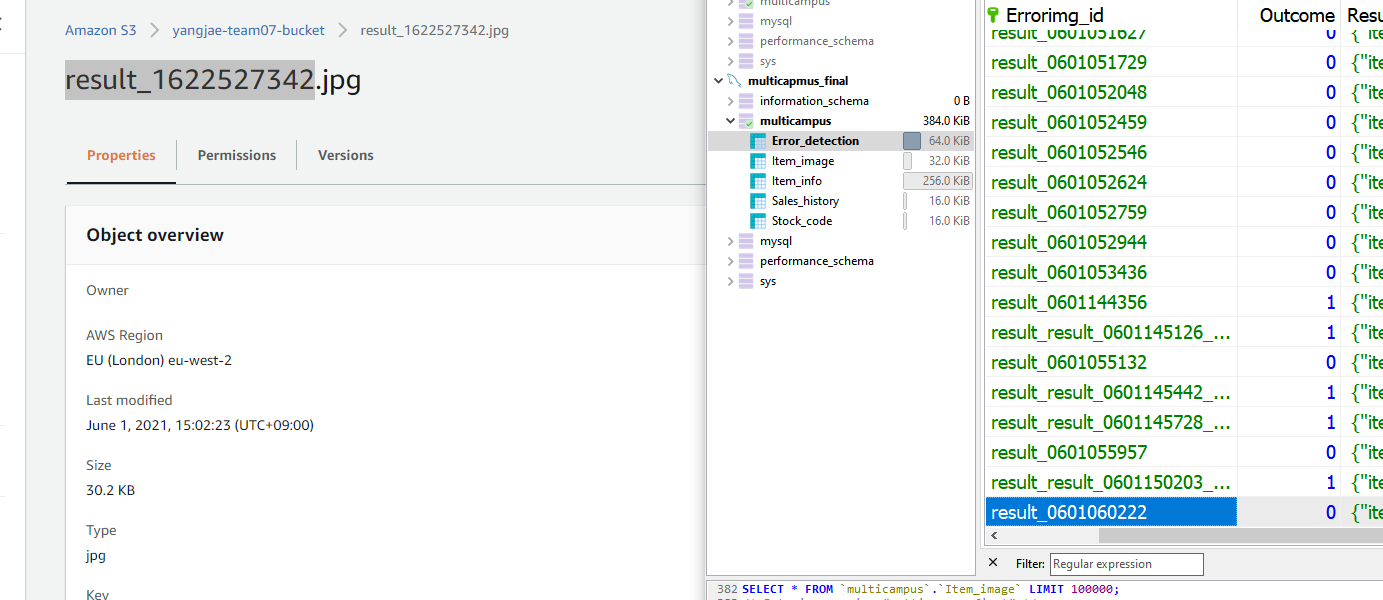 Amazon S3 > yangjae-team07-bucket > result_1622527342.jpg
result_1622527342.jpg
Properties
Permissions
Versions
Object overview
Owner
AWS Region
EU (London) eu-west-2
Last modified
June 1, 2021, 15:02:23 (UTC+09:00)
Size
30.2 KB
Type
jpg
Key
multicampus
mysql
performance_schema
sys
multicapmus_final
information_schema 0 B
multicampus 384.0 KiB
Error_detection 64.0 KiB
Item_image 32.0 KiB
Item_info 256.0 KiB
Sales_history 16.0 KiB
Stock_code 16.0 KiB
mysql
performance_schema
sys
Errorimg_id Outcome Resu
result_0601051627 0 {"ite
result_0601051729 0 {"ite
result_0601052048 0 {"ite
result_0601052459 0 {"ite
result_0601052546 0 {"ite
result_0601052624 0 {"ite
result_0601052759 0 {"ite
result_0601052944 0 {"ite
result_0601053436 0 {"ite
result_0601144356 1 {"ite
result_result_0601145126_... 1 {"ite
result_0601055132 0 {"ite
result_result_0601145442_... 1 {"ite
result_result_0601145728_... 1 {"ite
result_0601055957 0 {"ite
result_result_0601150203_... 1 {"ite
result_0601060222 0 {"ite
× Filter: Regular expression
382 SELECT * FROM `multicampus`.`Item_image` LIMIT 100000;